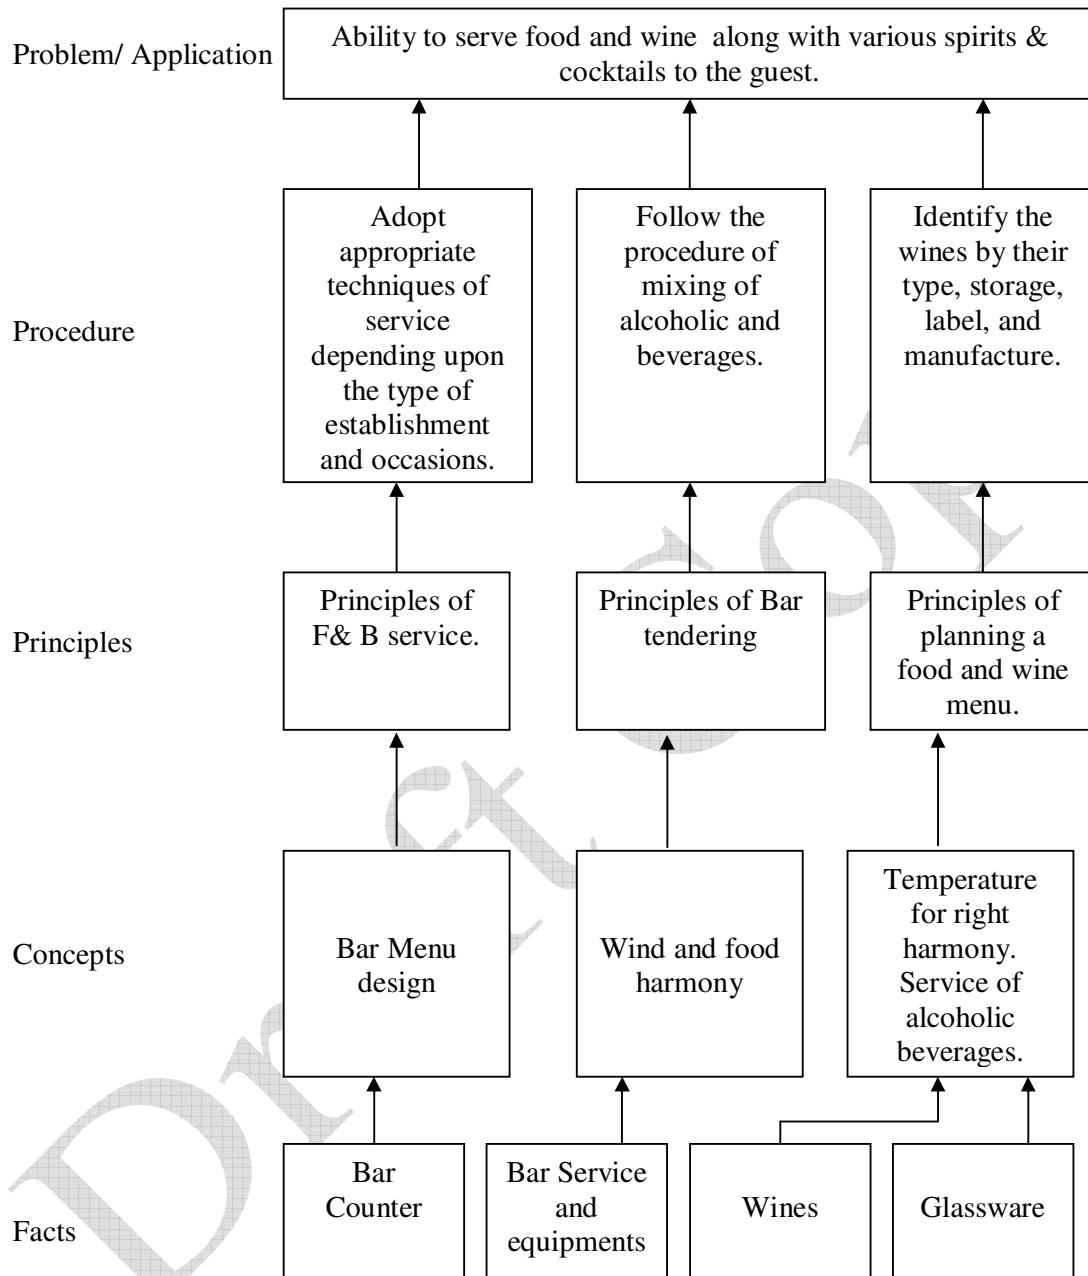 Problem/ Application
Ability to serve food and wine along with various spirits &
cocktails to the guest.
Procedure
Adopt
appropriate
techniques of
service
depending upon
the type of
establishment
and occasions.
Follow the
procedure of
mixing of
alcoholic and
beverages.
Identify the
wines by their
type, storage,
label, and
manufacture.
Principles
Principles of
F& B service.
Principles of Bar
tendering
Principles of
planning a
food and wine
menu.
Concepts
Bar Menu
design
Wind and food
harmony
Temperature
for right
harmony.
Service of
alcoholic
beverages.
Facts
Bar
Counter
Bar Service
and
equipments
Wines
Glassware
Draft Cop